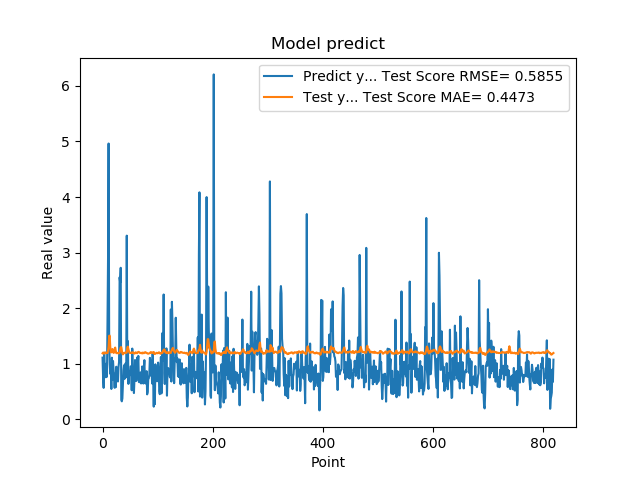 Model predict
Predict y... Test Score RMSE= 0.5855
Test y... Test Score MAE= 0.4473
Real value
6
5
4
3
2
1
0
0 200 400 600 800
Point